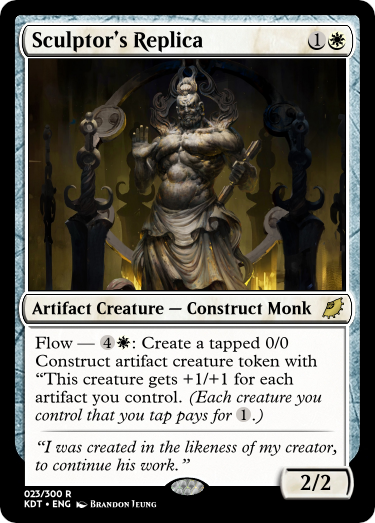 Sculptor's Replica 1
Artifact Creature — Construct Monk
Flow — 4: Create a tapped 0/0
Construct artifact creature token with
“This creature gets +1/+1 for each
artifact you control. (Each creature you
control that you tap pays for 1.)
“I was created in the likeness of my creator,
to continue his work.”
2/2
023/300 R
KDT • ENG Brandon Jeung